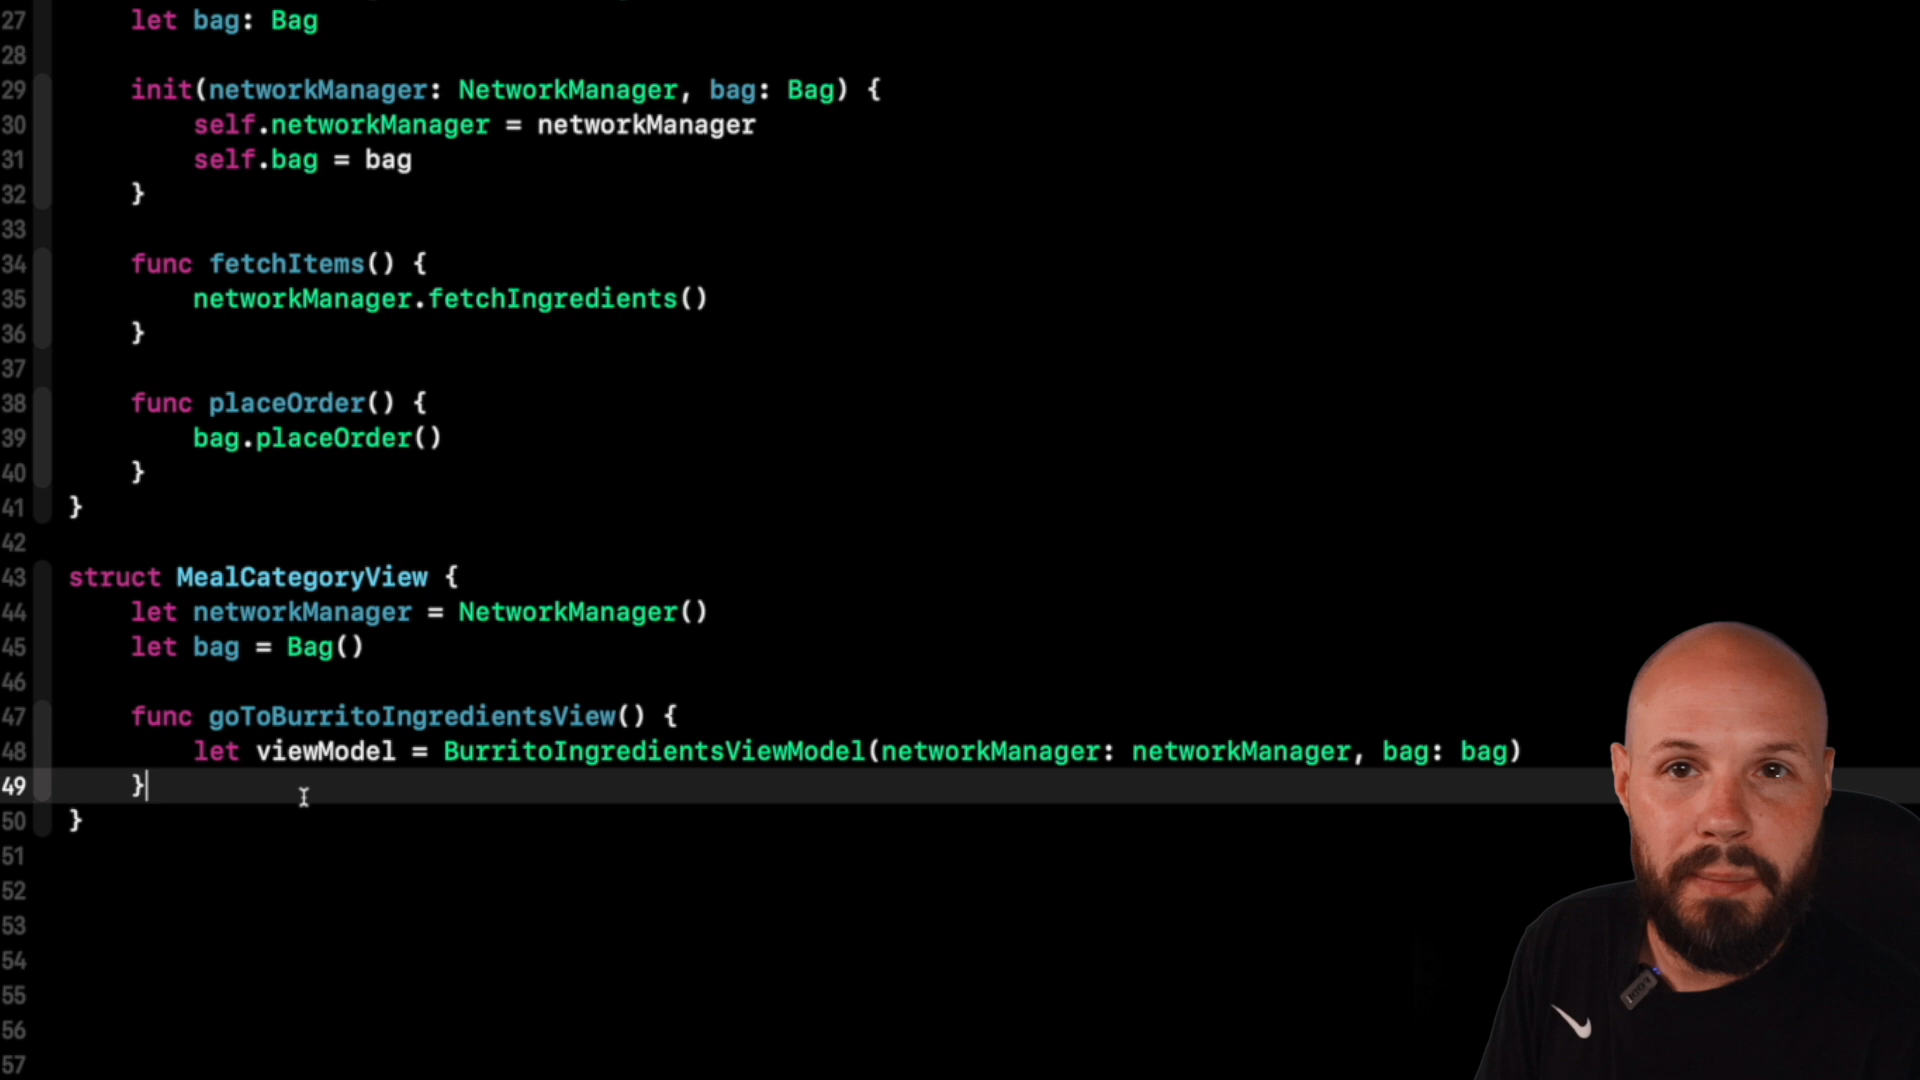 27 let bag: Bag
28
29 init(networkManager: NetworkManager, bag: Bag) {
30 self.networkManager = networkManager
31 self.bag = bag
32 }
33
34 func fetchItems() {
35 networkManager.fetchIngredients()
36 }
37
38 func placeOrder() {
39 bag.placeOrder()
40 }
41 }
42
43 struct MealCategoryView {
44 let networkManager = NetworkManager()
45 let bag = Bag()
46
47 func goToBurritoIngredientsView() {
48 let viewModel = BurritoIngredientsViewModel(networkManager: networkManager, bag: bag)
49 }
50 }
51
52
53
54
55
56
57